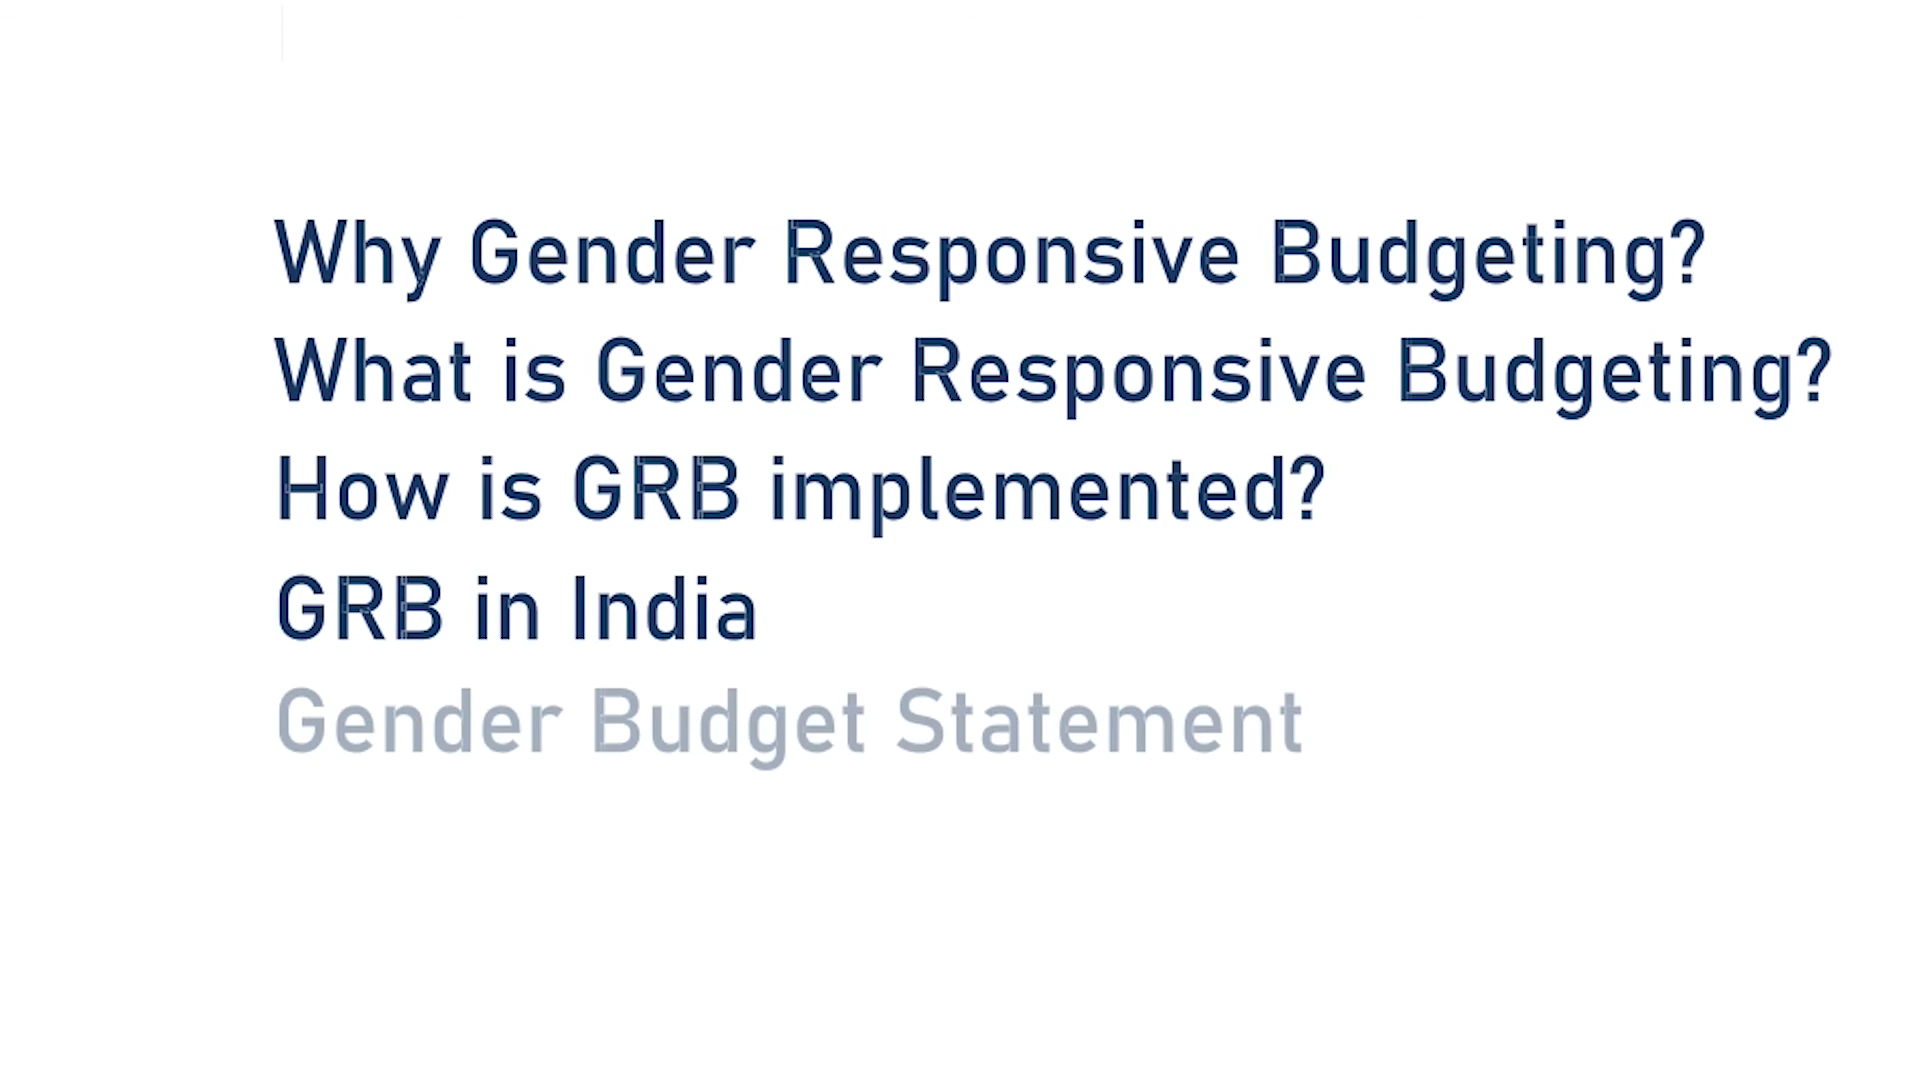 Why Gender Responsive Budgeting?
What is Gender Responsive Budgeting?
How is GRB implemented?
GRB in India
Gender Budget Statement